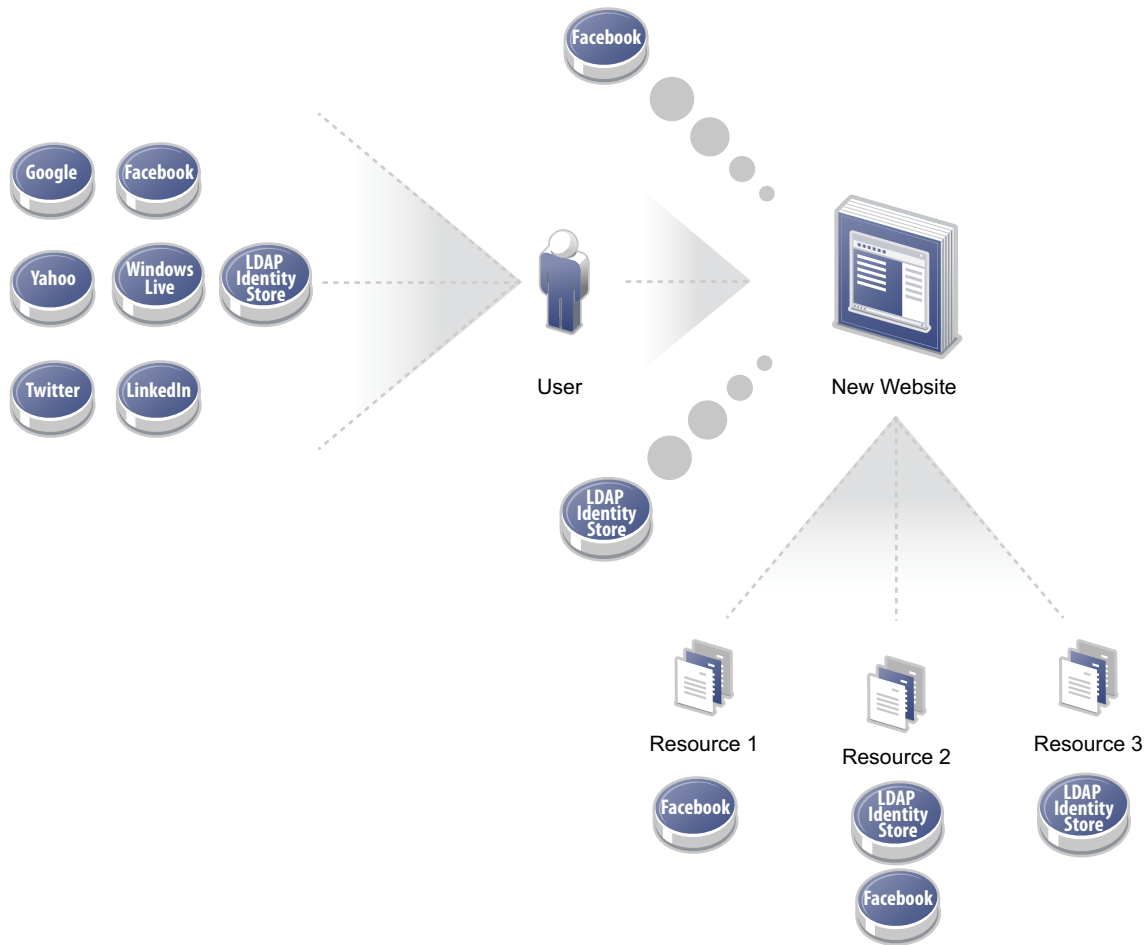 Facebook
Google
Facebook
Yahoo
Windows
Live
LDAP
Identity
Store
Twitter
LinkedIn
User
New Website
LDAP
Identity
Store
Resource 1
Resource 2
Resource 3
Facebook
LDAP
Identity
Store
LDAP
Identity
Store
Facebook